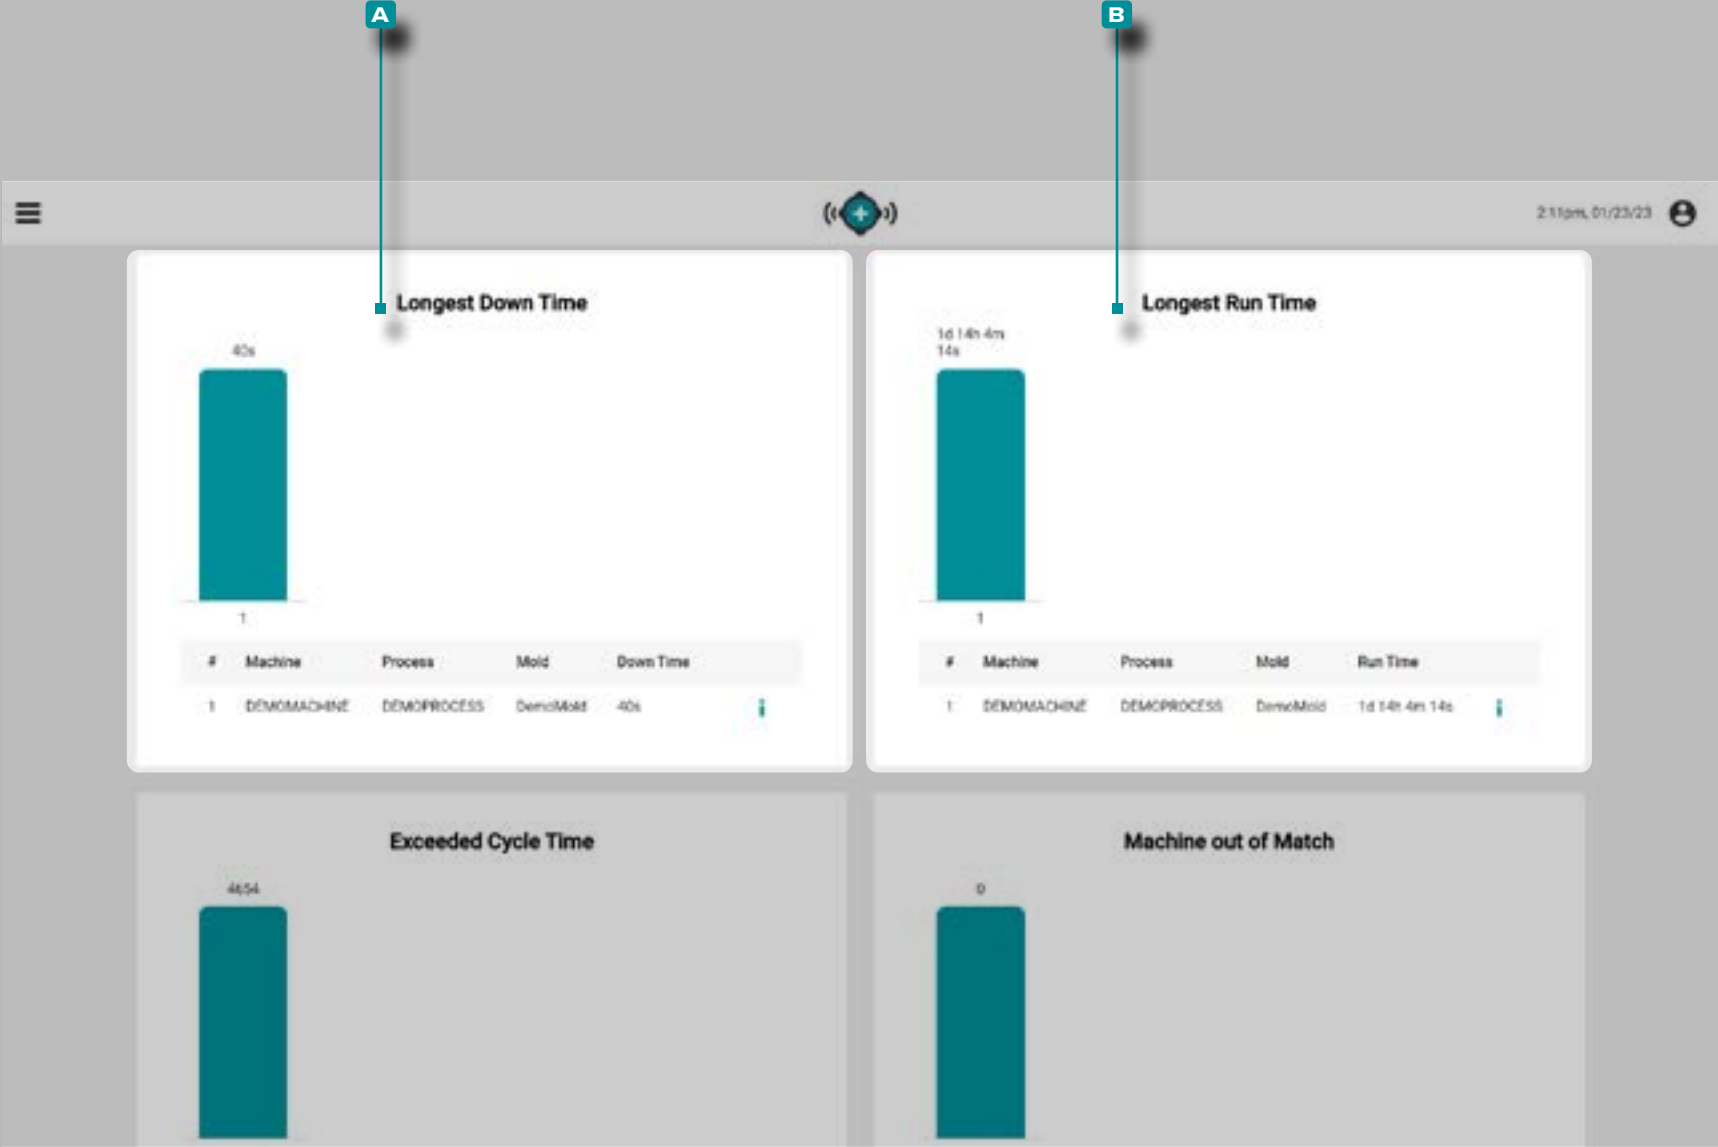 A
B
2:11pm, 01/23/23
Longest Down Time
40s
1
# Machine Process Mold Down Time
1 DEMOMACHINE DEMOPROCESS DemoMold 40s
Longest Run Time
1d 14h 4m
14s
1
# Machine Process Mold Run Time
1 DEMOMACHINE DEMOPROCESS DemoMold 1d 14h 4m 14s
Exceeded Cycle Time
4654
Machine out of Match
0